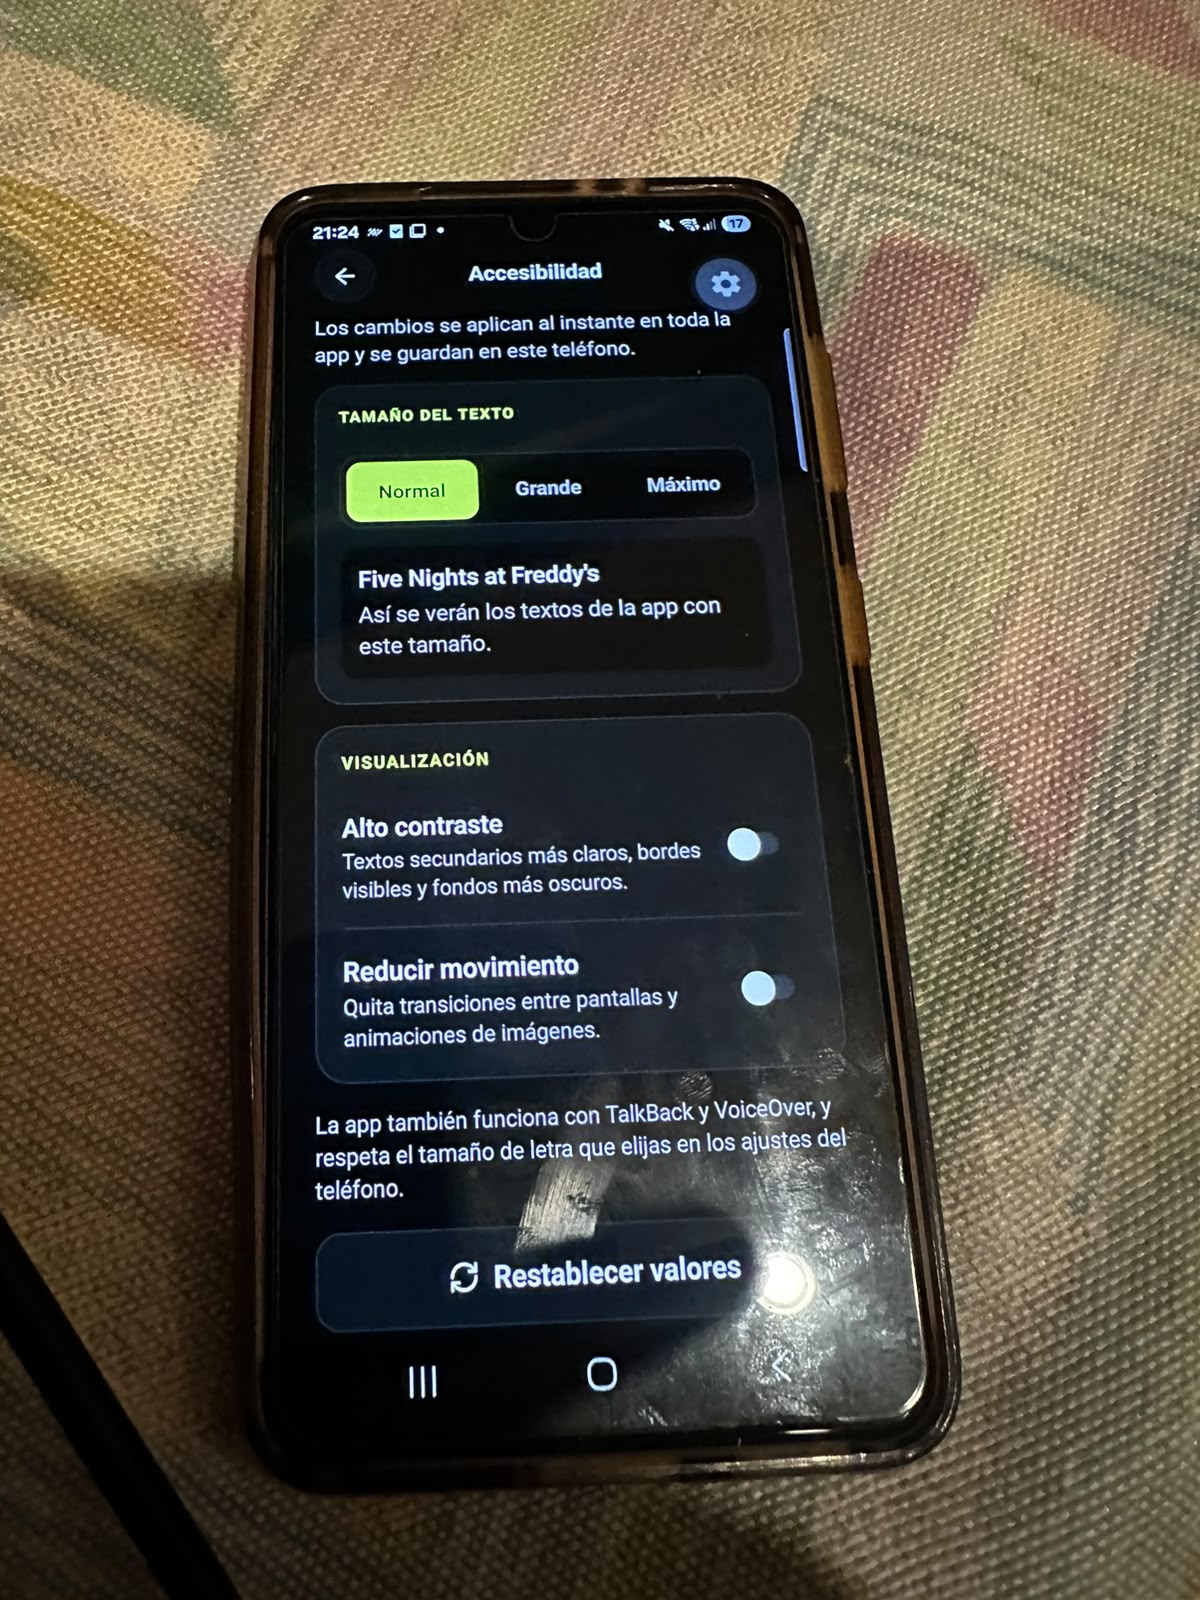 21:24
17
Accesibilidad
Los cambios se aplican al instante en toda la
app y se guardan en este teléfono.
TAMAÑO DEL TEXTO
Normal Grande Máximo
Five Nights at Freddy's
Así se verán los textos de la app con
este tamaño.
VISUALIZACIÓN
Alto contraste
Textos secundarios más claros, bordes
visibles y fondos más oscuros.
Reducir movimiento
Quita transiciones entre pantallas y
animaciones de imágenes.
La app también funciona con TalkBack y VoiceOver, y
respeta el tamaño de letra que elijas en los ajustes del
teléfono.
Restablecer valores